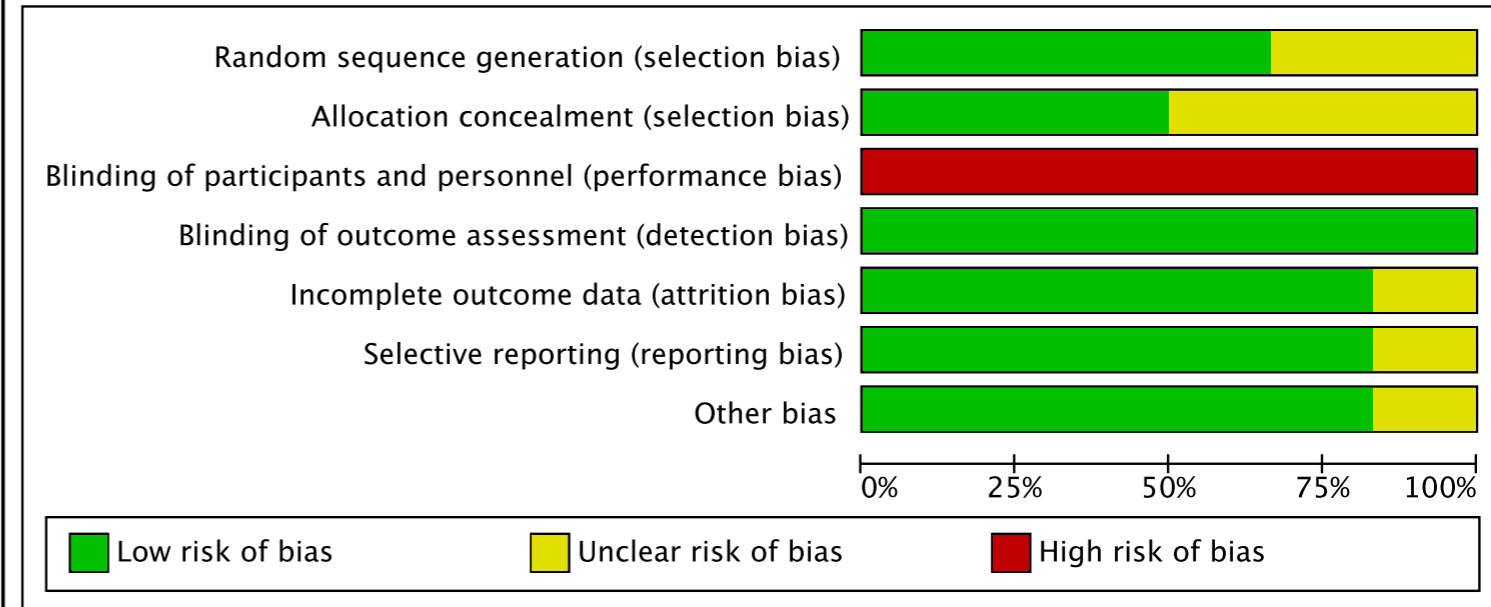 Random sequence generation (selection bias)
Allocation concealment (selection bias)
Blinding of participants and personnel (performance bias)
Blinding of outcome assessment (detection bias)
Incomplete outcome data (attrition bias)
Selective reporting (reporting bias)
Other bias
0% 25% 50% 75% 100%
Low risk of bias Unclear risk of bias High risk of bias